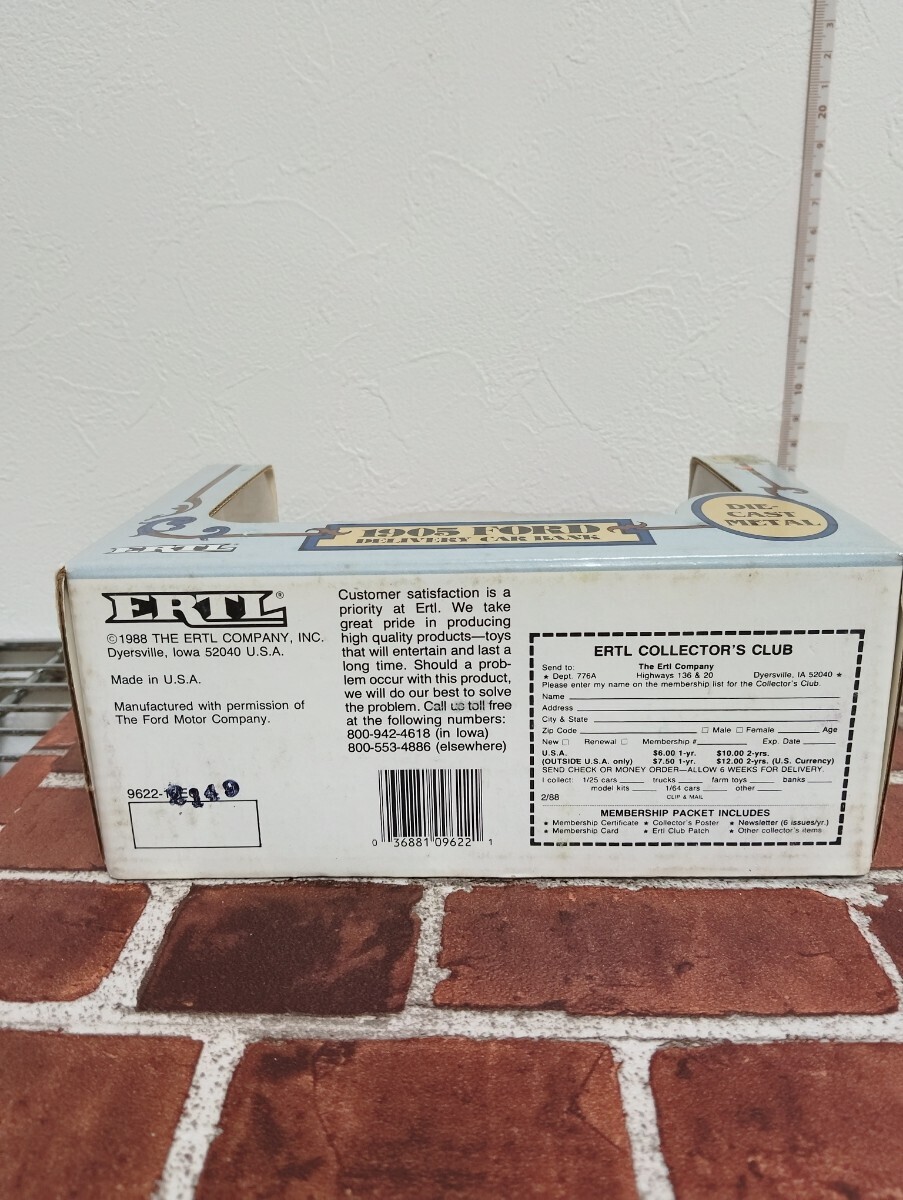 1905 FORD
DELIVERY CAR BANK
DIE-
CAST
METAL
ERTL
ERTL®
©1988 THE ERTL COMPANY, INC.
Dyersville, Iowa 52040 U.S.A.
Made in U.S.A.
Manufactured with permission of
The Ford Motor Company.
9622-
Customer satisfaction is a
priority at Ertl. We take
great pride in producing
high quality products—toys
that will entertain and last a
long time. Should a prob-
lem occur with this product,
we will do our best to solve
the problem. Call us toll free
at the following numbers:
800-942-4618 (in Iowa)
800-553-4886 (elsewhere)
0 36881 09622 1
ERTL COLLECTOR'S CLUB
Send to: The Ertl Company
★ Dept. 776A Highways 136 & 20 Dyersville, IA 52040 ★
Please enter my name on the membership list for the Collector's Club.
Name
Address
City & State
Zip Code □ Male □ Female Age
New □ Renewal □ Membership # Exp. Date
U.S.A. $6.00 1-yr. $10.00 2-yrs.
(OUTSIDE U.S.A. only) $7.50 1-yr. $12.00 2-yrs. (U.S. Currency)
SEND CHECK OR MONEY ORDER—ALLOW 6 WEEKS FOR DELIVERY.
I collect: 1/25 cars trucks farm toys banks
model kits 1/64 cars other
2/88 CLIP & MAIL
MEMBERSHIP PACKET INCLUDES
★ Membership Certificate ★ Collector's Poster ★ Newsletter (6 issues/yr.)
★ Membership Card ★ Ertl Club Patch ★ Other collector's items